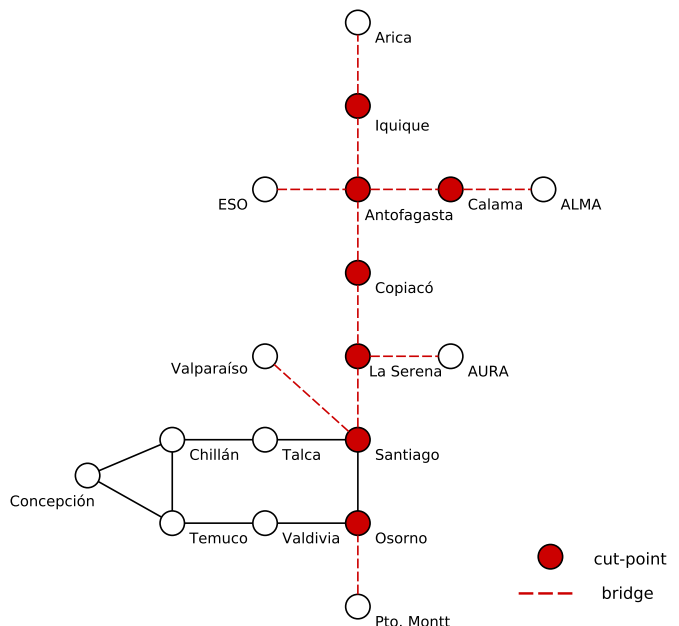 Arica
Iquique
ESO
Antofagasta
Calama
ALMA
Copiacó
Valparaíso
La Serena
AURA
Chillán
Talca
Santiago
Concepción
Temuco
Valdivia
Osorno
cut-point
bridge
Pto. Montt